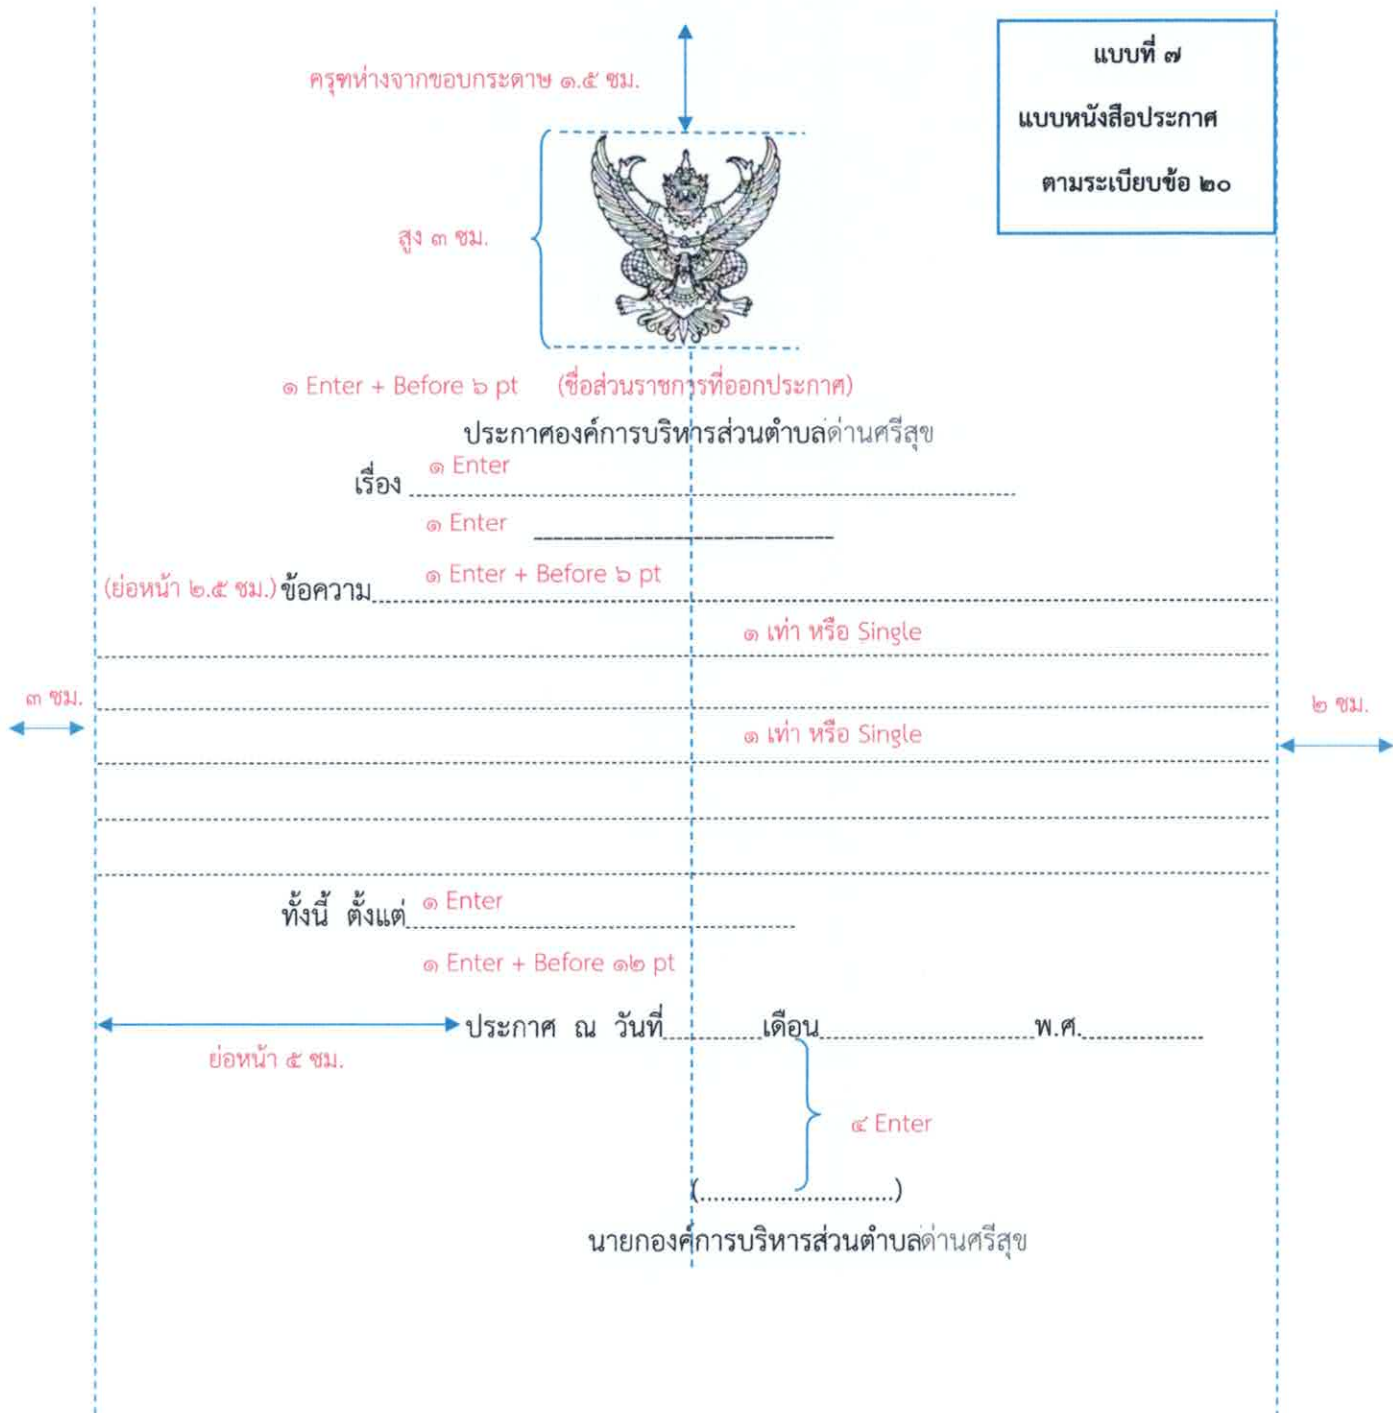 แบบที่ ๗
แบบหนังสือประกาศ
ตามระเบียบข้อ ๒๐
ครุฑห่างจากขอบกระดาษ ๑.๕ ซม.
สูง ๓ ซม.
๑ Enter + Before ๖ pt (ชื่อส่วนราชการที่ออกประกาศ)
ประกาศองค์การบริหารส่วนตำบลด่านศรีสุข
๑ Enter
เรื่อง
๑ Enter
๑ Enter + Before ๖ pt
(ย่อหน้า ๒.๕ ซม.) ข้อความ
๑ เท่า หรือ Single
๓ ซม.
๒ ซม.
๑ เท่า หรือ Single
๑ Enter
ทั้งนี้ ตั้งแต่
๑ Enter + Before ๑๒ pt
ประกาศ ณ วันที่ เดือน พ.ศ.
ย่อหน้า ๕ ซม.
๔ Enter
(.............................)
นายกองค์การบริหารส่วนตำบลด่านศรีสุข